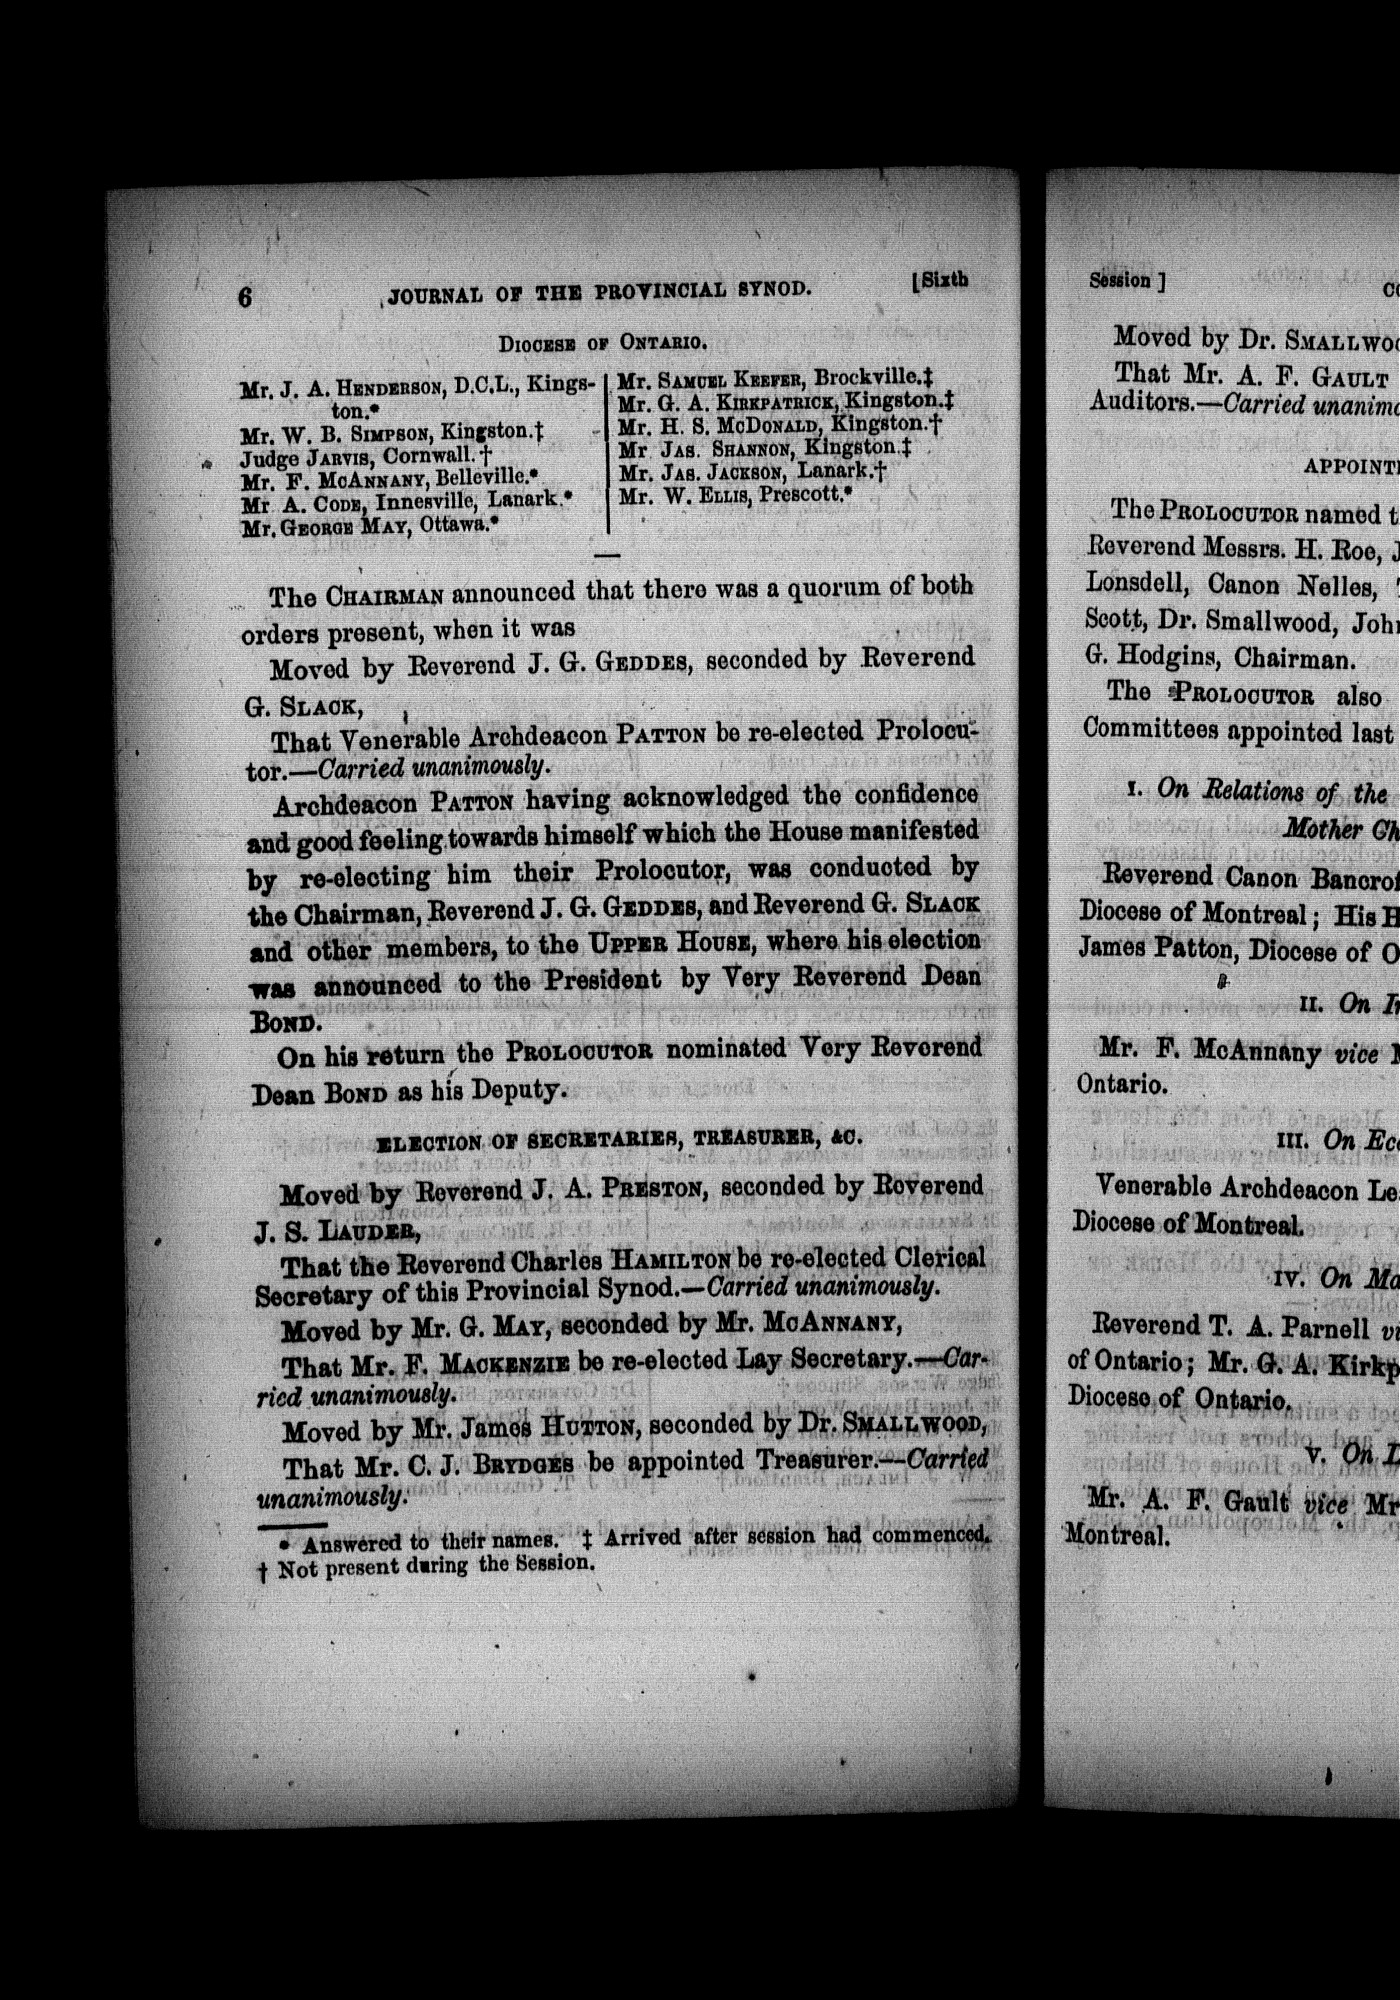 6 JOURNAL OF THE PROVINCIAL SYNOD. [Sixth
DIOCESE OF ONTARIO.
Mr. J. A. HENDERSON, D.C.L., Kings-
ton.*
Mr. W. B. SIMPSON, Kingston.‡
Judge JARVIS, Cornwall.†
Mr. F. MCANNANY, Belleville.*
Mr A. CODE, Innesville, Lanark.*
Mr. GEORGE MAY, Ottawa.*
Mr. SAMUEL KEEFER, Brockville.‡
Mr. G. A. KIRKPATRICK, Kingston.‡
Mr. H. S. MCDONALD, Kingston.†
Mr JAS. SHANNON, Kingston.‡
Mr. JAS. JACKSON, Lanark.†
Mr. W. ELLIS, Prescott.*
The CHAIRMAN announced that there was a quorum of both
orders present, when it was
Moved by Reverend J. G. GEDDES, seconded by Reverend
G. SLACK,
That Venerable Archdeacon PATTON be re-elected Prolocu-
tor.—Carried unanimously.
Archdeacon PATTON having acknowledged the confidence
and good feeling towards himself which the House manifested
by re-electing him their Prolocutor, was conducted by
the Chairman, Reverend J. G. GEDDES, and Reverend G. SLACK
and other members, to the UPPER HOUSE, where his election
was announced to the President by Very Reverend Dean
BOND.
On his return the PROLOCUTOR nominated Very Reverend
Dean BOND as his Deputy.
ELECTION OF SECRETARIES, TREASURER, &C.
Moved by Reverend J. A. PRESTON, seconded by Reverend
J. S. LAUDER,
That the Reverend Charles HAMILTON be re-elected Clerical
Secretary of this Provincial Synod.—Carried unanimously.
Moved by Mr. G. MAY, seconded by Mr. MCANNANY,
That Mr. F. MACKENZIE be re-elected Lay Secretary.—Car-
ried unanimously.
Moved by Mr. James HUTTON, seconded by Dr. SMALLWOOD,
That Mr. C. J. BRYDGES be appointed Treasurer.—Carried
unanimously.
* Answered to their names. ‡ Arrived after session had commenced.
† Not present during the Session.
Session ]
Moved by Dr. SMALLWO
That Mr. A. F. GAULT
Auditors.—Carried unanimo
APPOINT
The PROLOCUTOR named t
Reverend Messrs. H. Roe, J
Lonsdell, Canon Nelles,
Scott, Dr. Smallwood, John
G. Hodgins, Chairman.
The PROLOCUTOR also
Committees appointed last
I. On Relations of the
Mother Ch
Reverend Canon Bancrof
Diocese of Montreal; His H
James Patton, Diocese of O
II. On In
Mr. F. McAnnany vice M
Ontario.
III. On Ecc
Venerable Archdeacon Le
Diocese of Montreal.
IV. On Ma
Reverend T. A. Parnell vi
of Ontario; Mr. G. A. Kirkp
Diocese of Ontario.
V. On D
Mr. A. F. Gault vice Mr
Montreal.